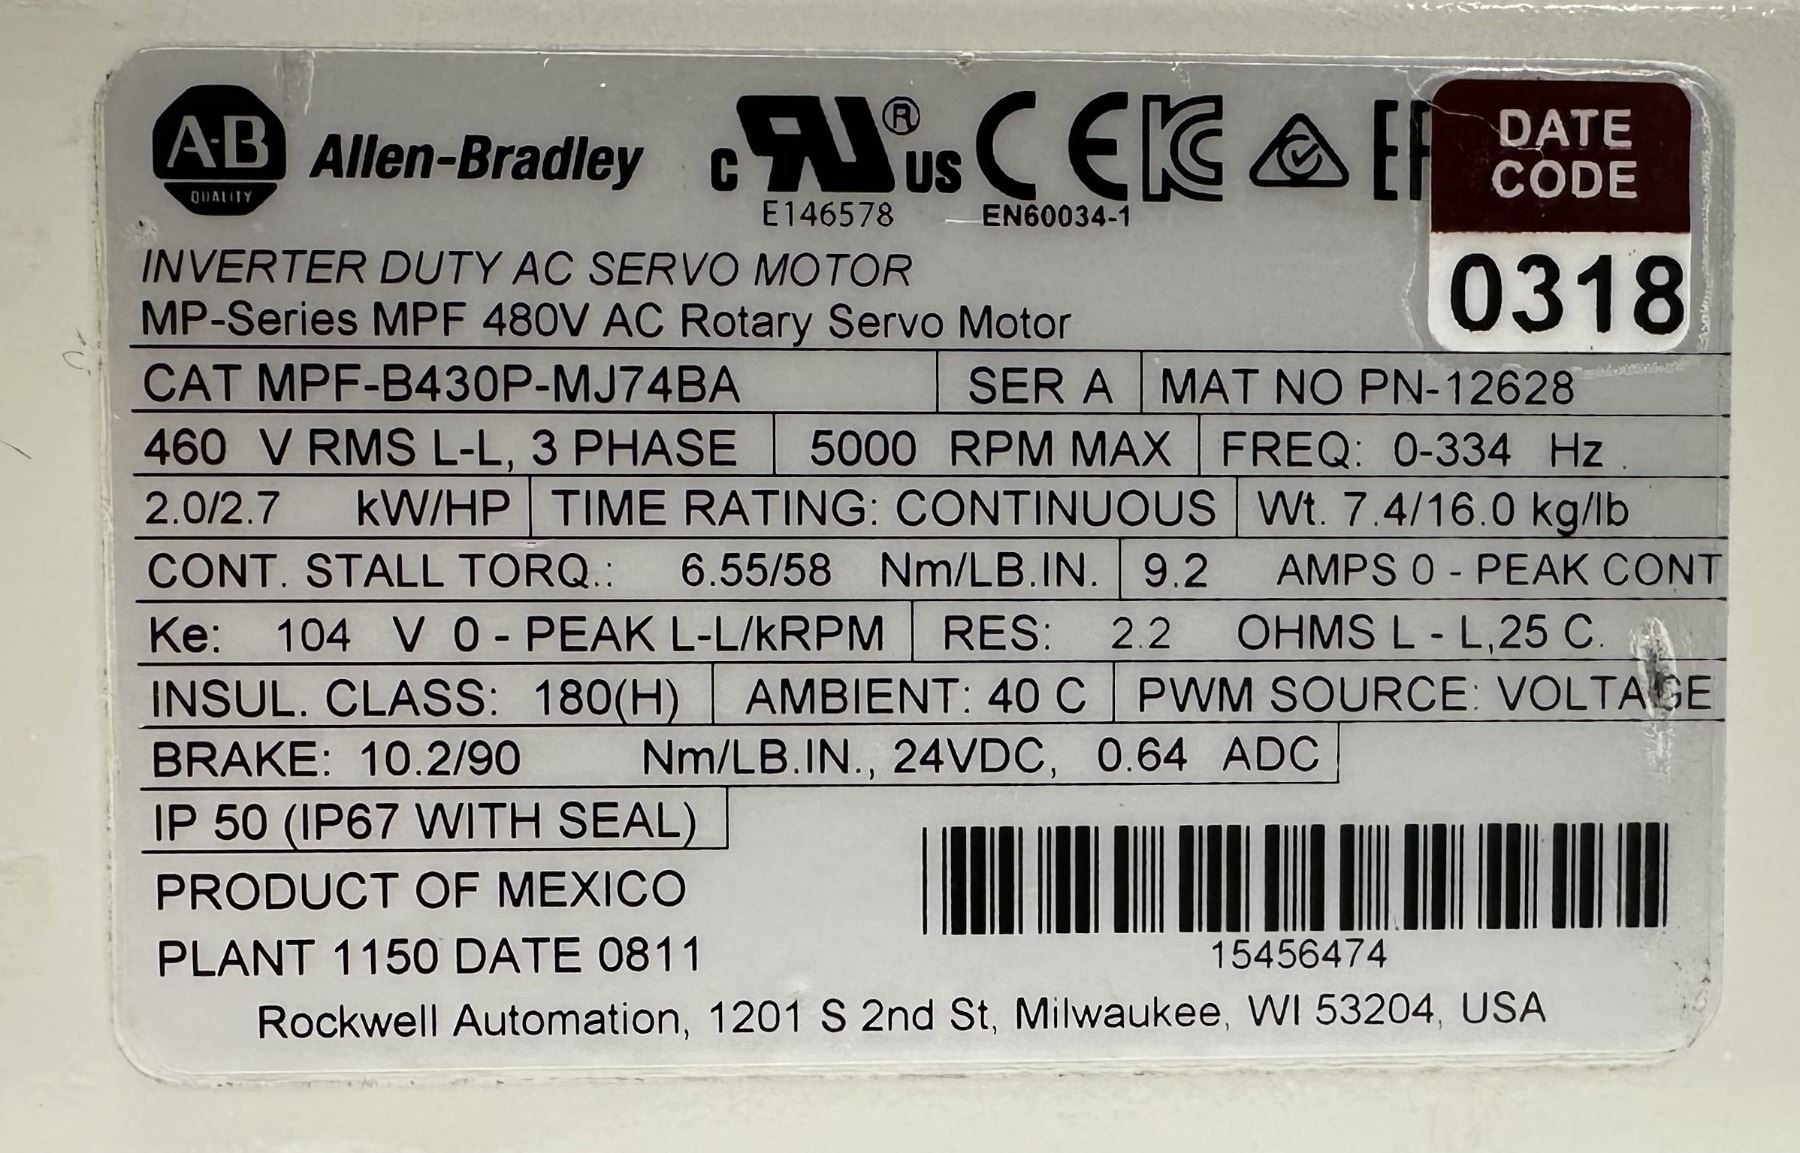 A-B
QUALITY
Allen-Bradley
c RU® US CE KC
E146578
EN60034-1
DATE
CODE
0318
INVERTER DUTY AC SERVO MOTOR
MP-Series MPF 480V AC Rotary Servo Motor
CAT MPF-B430P-MJ74BA SER A MAT NO PN-12628
460 V RMS L-L, 3 PHASE 5000 RPM MAX FREQ: 0-334 Hz
2.0/2.7 kW/HP TIME RATING: CONTINUOUS Wt. 7.4/16.0 kg/lb
CONT. STALL TORQ.: 6.55/58 Nm/LB.IN. 9.2 AMPS 0 - PEAK CONT
Ke: 104 V 0 - PEAK L-L/kRPM RES: 2.2 OHMS L - L,25 C.
INSUL. CLASS: 180(H) AMBIENT: 40 C PWM SOURCE: VOLTAGE
BRAKE: 10.2/90 Nm/LB.IN., 24VDC, 0.64 ADC
IP 50 (IP67 WITH SEAL)
PRODUCT OF MEXICO
PLANT 1150 DATE 0811
15456474
Rockwell Automation, 1201 S 2nd St, Milwaukee, WI 53204, USA